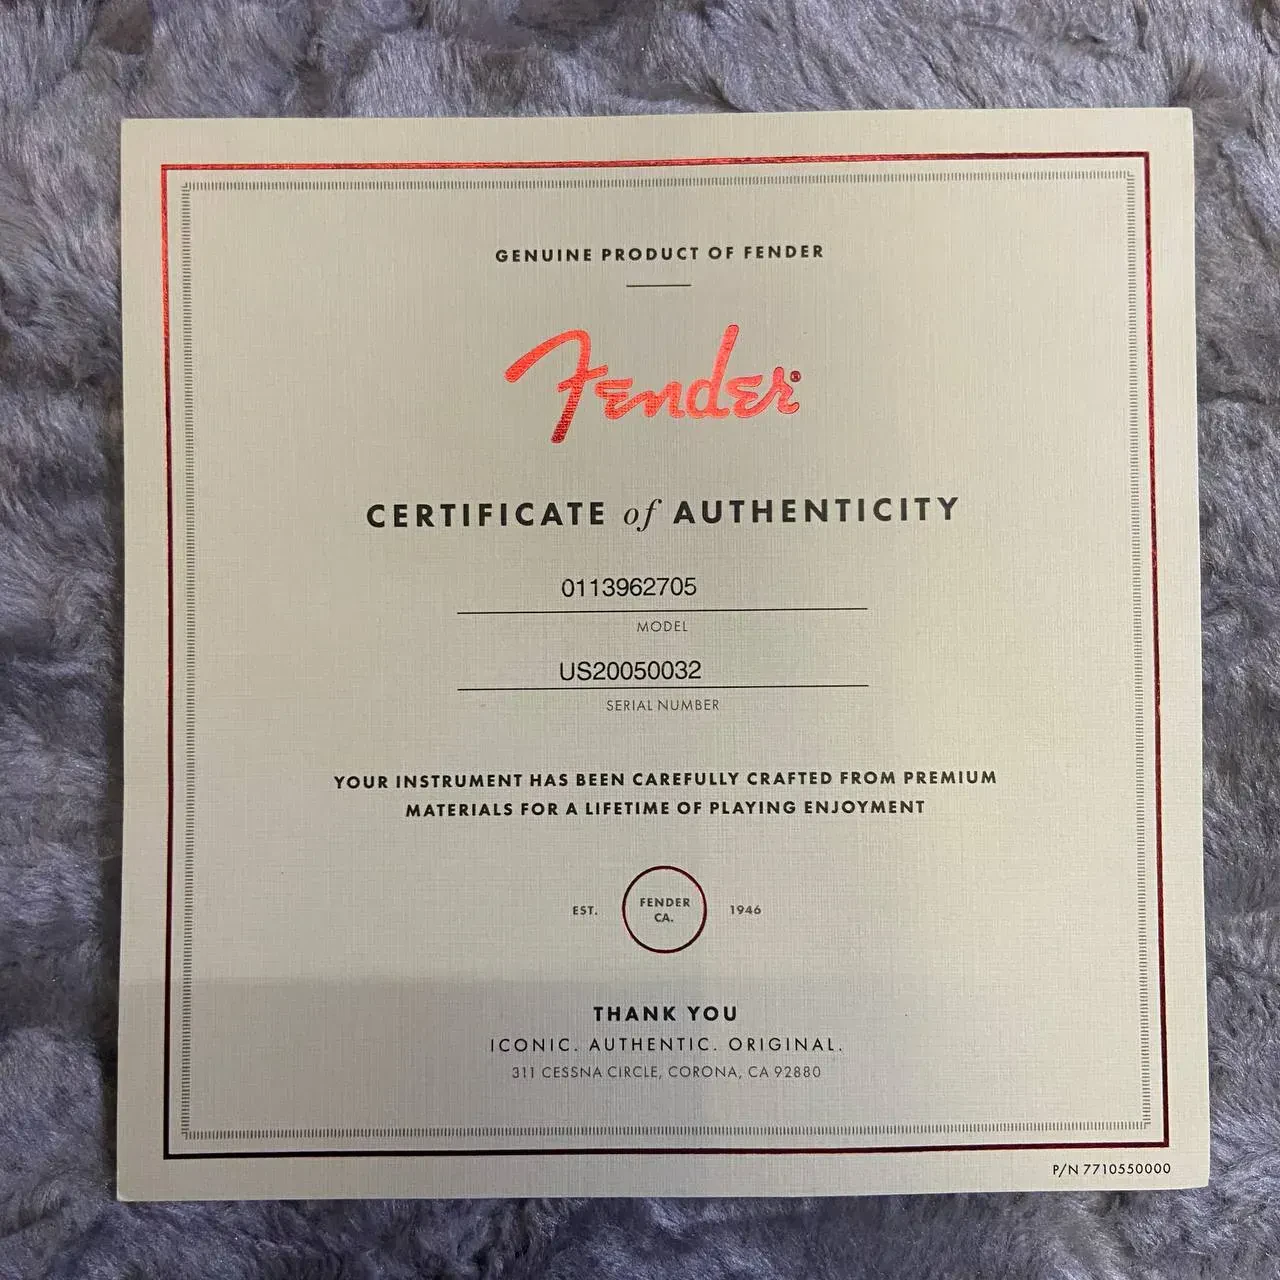 GENUINE PRODUCT OF FENDER
Fender®
CERTIFICATE of AUTHENTICITY
0113962705
MODEL
US20050032
SERIAL NUMBER
YOUR INSTRUMENT HAS BEEN CAREFULLY CRAFTED FROM PREMIUM
MATERIALS FOR A LIFETIME OF PLAYING ENJOYMENT
EST. FENDER CA. 1946
THANK YOU
ICONIC. AUTHENTIC. ORIGINAL.
311 CESSNA CIRCLE, CORONA, CA 92880
P/N 7710550000